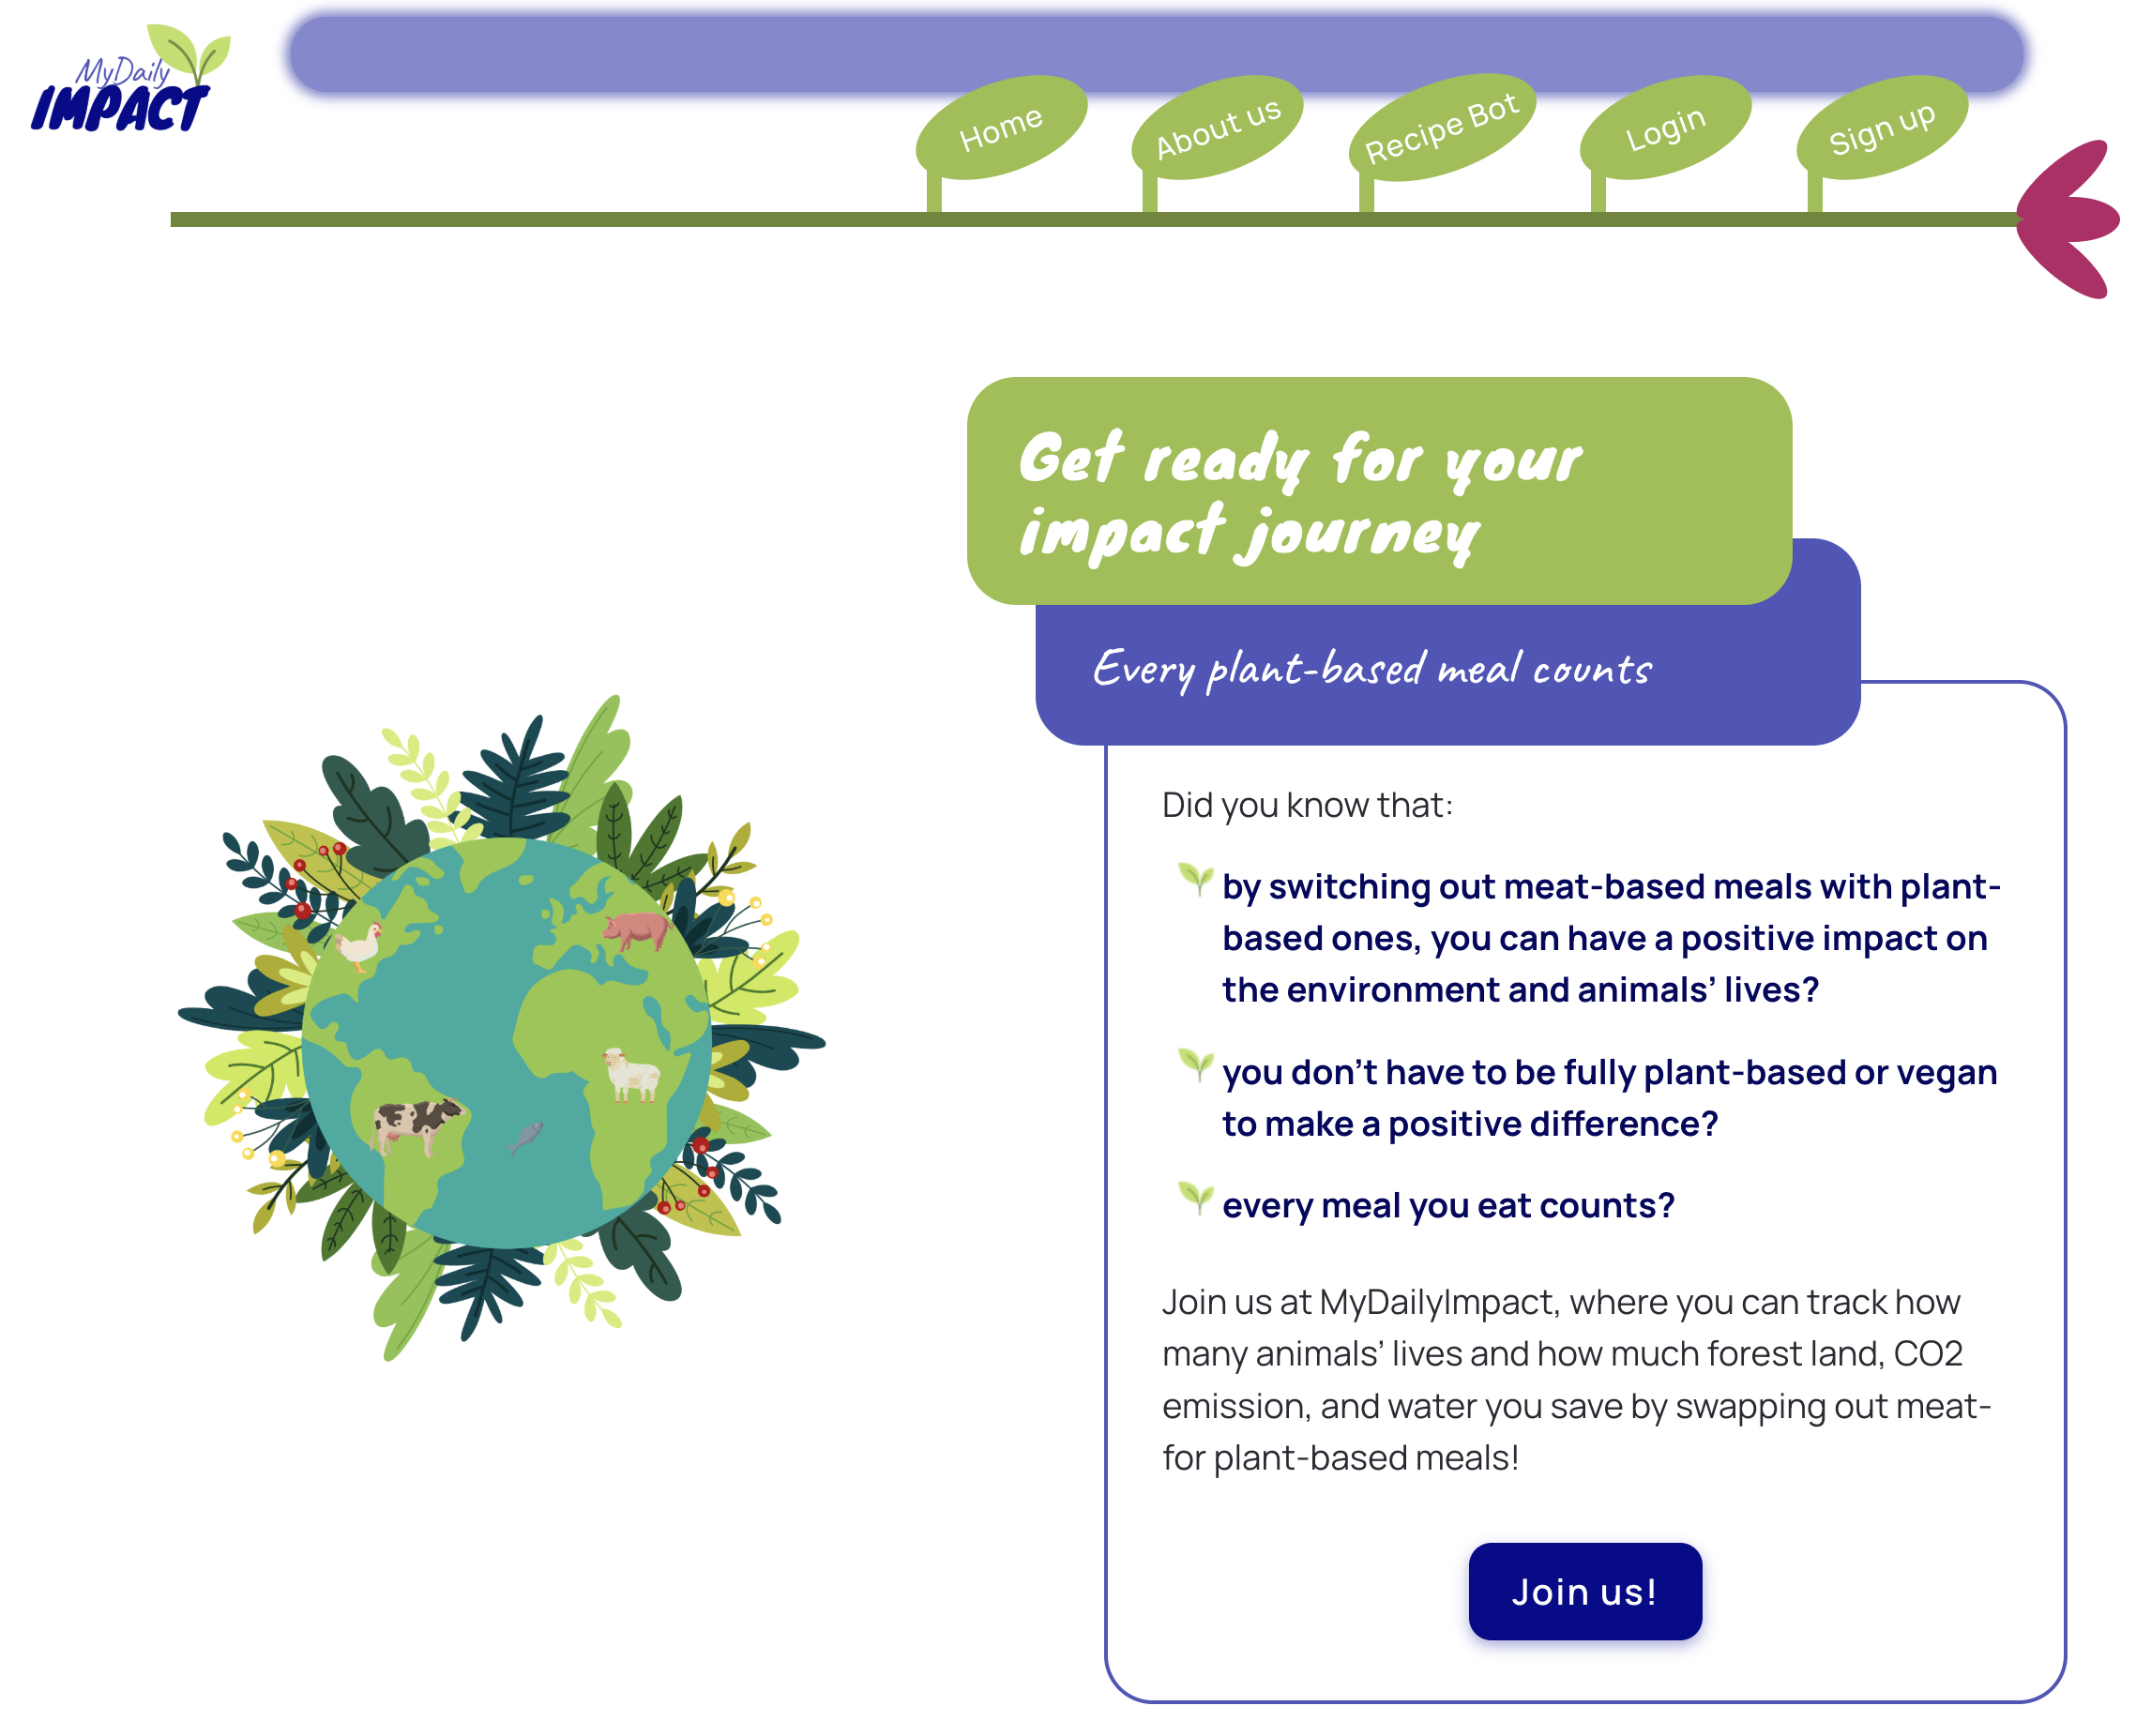 MyDaily
IMPACT
Home
About us
Recipe Bot
Login
Sign up
Get ready for your
impact journey
Every plant-based meal counts
Did you know that:
by switching out meat-based meals with plant-
based ones, you can have a positive impact on
the environment and animals’ lives?
you don’t have to be fully plant-based or vegan
to make a positive difference?
every meal you eat counts?
Join us at MyDailyImpact, where you can track how
many animals’ lives and how much forest land, CO2
emission, and water you save by swapping out meat-
for plant-based meals!
Join us!